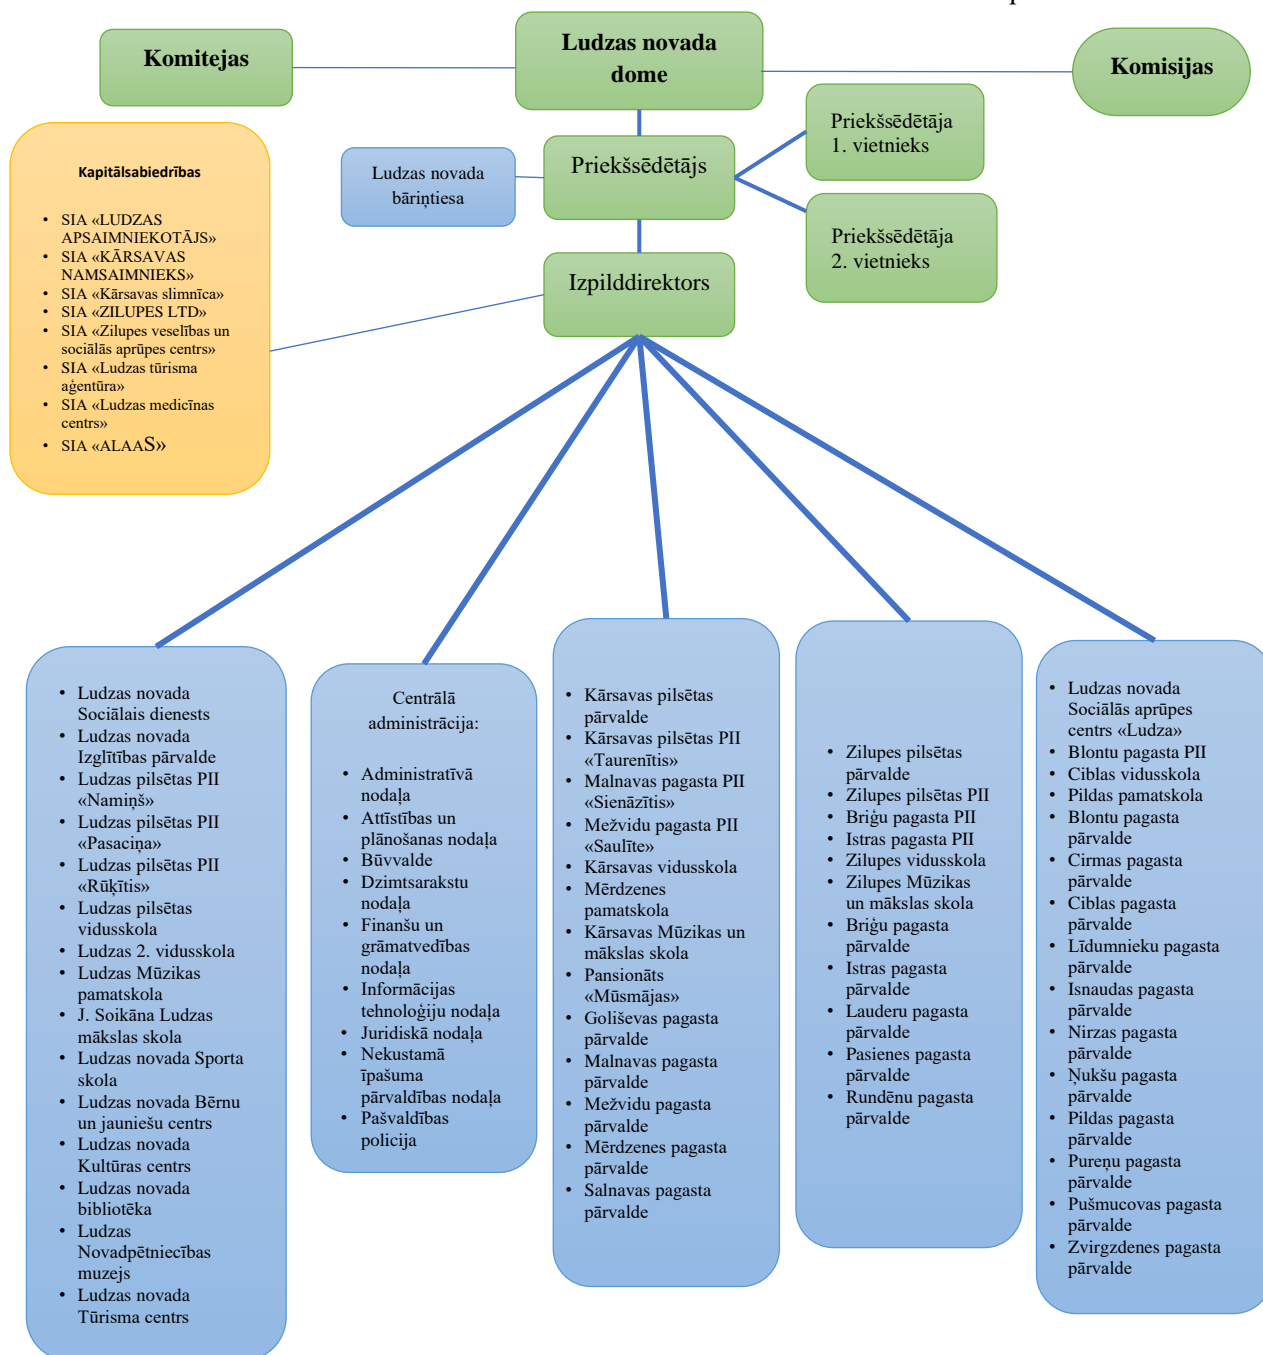 Komitejas
Ludzas novada
dome
Komisijas
Priekšsēdētāja
1. vietnieks
Priekšsēdētājs
Ludzas novada
bāriņtiesa
Priekšsēdētāja
2. vietnieks
Izpilddirektors
Kapitālsabiedrības
• SIA «LUDZAS
APSAIMNIEKOTĀJS»
• SIA «KĀRSAVAS
NAMSAIMNIEKS»
• SIA «Kārsavas slimnīca»
• SIA «ZILUPES LTD»
• SIA «Zilupes veselības un
sociālās aprūpes centrs»
• SIA «Ludzas tūrisma
aģentūra»
• SIA «Ludzas medicīnas
centrs»
• SIA «ALAAS»
• Ludzas novada
Sociālais dienests
• Ludzas novada
Izglītības pārvalde
• Ludzas pilsētas PII
«Namiņš»
• Ludzas pilsētas PII
«Pasaciņa»
• Ludzas pilsētas PII
«Rūķītis»
• Ludzas pilsētas
vidusskola
• Ludzas 2. vidusskola
• Ludzas Mūzikas
pamatskola
• J. Soikāna Ludzas
mākslas skola
• Ludzas novada Sporta
skola
• Ludzas novada Bērnu
un jauniešu centrs
• Ludzas novada
Kultūras centrs
• Ludzas novada
bibliotēka
• Ludzas
Novadpētniecības
muzejs
• Ludzas novada
Tūrisma centrs
Centrālā
administrācija:
• Administratīvā
nodaļa
• Attīstības un
plānošanas nodaļa
• Būvvalde
• Dzimtsarakstu
nodaļa
• Finanšu un
grāmatvedības
nodaļa
• Informācijas
tehnoloģiju nodaļa
• Juridiskā nodaļa
• Nekustamā
īpašuma
pārvaldības nodaļa
• Pašvaldības
policija
• Kārsavas pilsētas
pārvalde
• Kārsavas pilsētas PII
«Taurenītis»
• Malnavas pagasta PII
«Sienāzītis»
• Mežvidu pagasta PII
«Saulīte»
• Kārsavas vidusskola
• Mērdzenes
pamatskola
• Kārsavas Mūzikas un
mākslas skola
• Pansionāts
«Mūsmājas»
• Goliševas pagasta
pārvalde
• Malnavas pagasta
pārvalde
• Mežvidu pagasta
pārvalde
• Mērdzenes pagasta
pārvalde
• Salnavas pagasta
pārvalde
• Zilupes pilsētas
pārvalde
• Zilupes pilsētas PII
• Briģu pagasta PII
• Istras pagasta PII
• Zilupes vidusskola
• Zilupes Mūzikas
un mākslas skola
• Briģu pagasta
pārvalde
• Istras pagasta
pārvalde
• Lauderu pagasta
pārvalde
• Pasienes pagasta
pārvalde
• Rundēnu pagasta
pārvalde
• Ludzas novada
Sociālās aprūpes
centrs «Ludza»
• Blontu pagasta PII
• Ciblas vidusskola
• Pildas pamatskola
• Blontu pagasta
pārvalde
• Cirmas pagasta
pārvalde
• Ciblas pagasta
pārvalde
• Līdumnieku pagasta
pārvalde
• Isnaudas pagasta
pārvalde
• Nirzas pagasta
pārvalde
• Ņukšu pagasta
pārvalde
• Pildas pagasta
pārvalde
• Pureņu pagasta
pārvalde
• Pušmucovas pagasta
pārvalde
• Zvirgzdenes pagasta
pārvalde